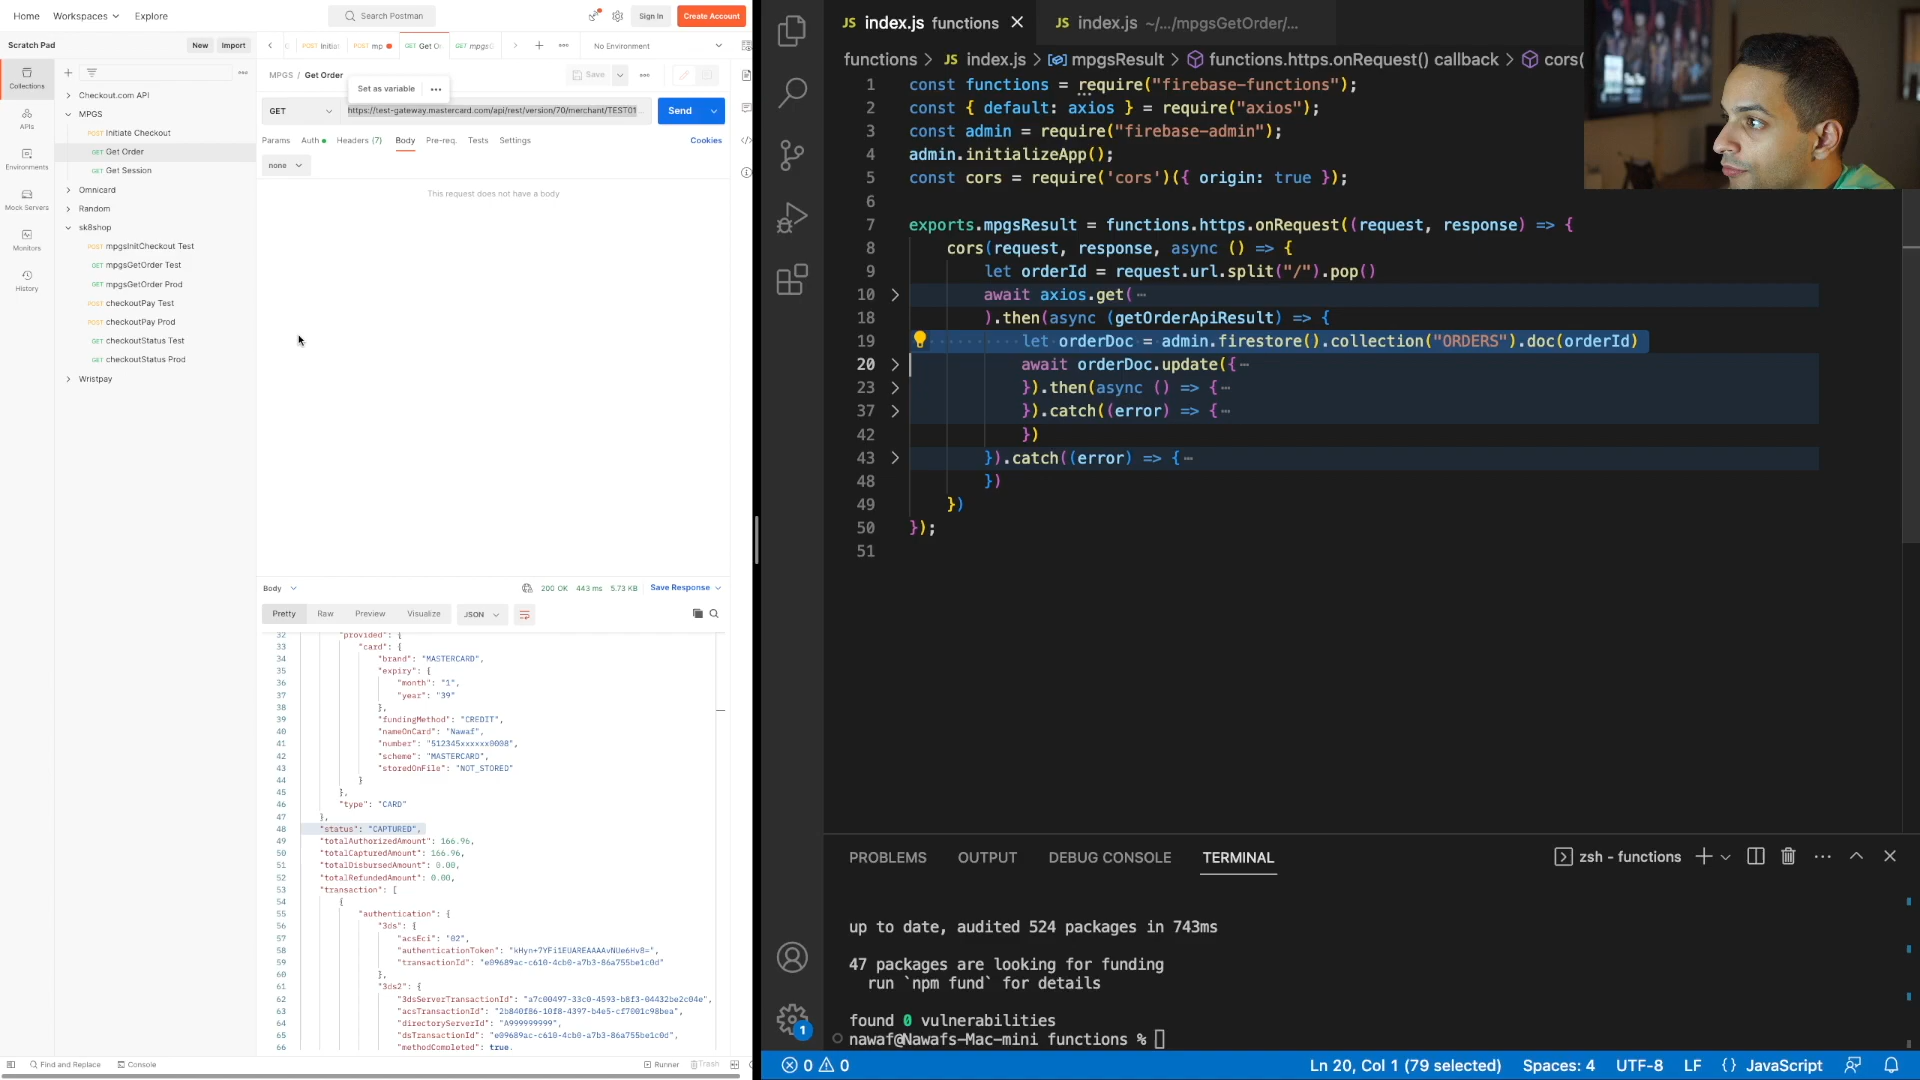 Home
Workspaces
Explore
Search Postman
Sign In
Create Account
Scratch Pad
New
Import
POST
POST mp
GET Get O
GET mpgs
No Environment
Collections
APIs
Environments
Mock Servers
Monitors
History
Checkout.com API
MPGS
POST Initiate Checkout
GET Get Order
GET Get Session
Omnicard
Random
sk8shop
POST mpgsInitCheckout Test
GET mpgsGetOrder Test
GET mpgsGetOrder Prod
POST checkoutPay Test
POST checkoutPay Prod
GET checkoutStatus Test
GET checkoutStatus Prod
Wristpay
MPGS / Get Order
Set as variable
Save
GET
https://test-gateway.mastercard.com/api/rest/version/70/merchant/TEST01
Send
Params
Auth
Headers (7)
Body
Pre-req.
Tests
Settings
Cookies
none
This request does not have a body
Body
200 OK
443 ms
5.73 KB
Save Response
Pretty
Raw
Preview
Visualize
JSON
32 "provided": {
33 "card": {
34 "brand": "MASTERCARD",
35 "expiry": {
36 "month": "1",
37 "year": "39"
38 },
39 "fundingMethod": "CREDIT",
40 "nameOnCard": "Nawaf",
41 "number": "512345xxxxxx0008",
42 "scheme": "MASTERCARD",
43 "storedOnFile": "NOT_STORED"
44 }
45 },
46 "type": "CARD"
47 },
48 "status": "CAPTURED",
49 "totalAuthorizedAmount": 166.96,
50 "totalCapturedAmount": 166.96,
51 "totalDisbursedAmount": 0.00,
52 "totalRefundedAmount": 0.00,
53 "transaction": [
54 {
55 "authentication": {
56 "3ds": {
57 "acsEci": "02",
58 "authenticationToken": "kHyn+7YFi1EUAREAAAAvNUe6Hv8=",
59 "transactionId": "e09689ac-c610-4cb0-a7b3-86a755be1c0d"
60 },
61 "3ds2": {
62 "3dsServerTransactionId": "a7c00497-33c0-4593-b8f3-04432be2c04e",
63 "acsTransactionId": "2b840f86-10f8-4397-b4e5-cf7001c98bea",
64 "directoryServerId": "A999999999",
65 "dsTransactionId": "e09689ac-c610-4cb0-a7b3-86a755be1c0d",
66 "methodCompleted": true,
Find and Replace
Console
Runner
Trash
JS index.js functions
JS index.js ~/.../mpgsGetOrder/...
functions > JS index.js > mpgsResult > functions.https.onRequest() callback > cors(
1 const functions = require("firebase-functions");
2 const { default: axios } = require("axios");
3 const admin = require("firebase-admin");
4 admin.initializeApp();
5 const cors = require('cors')({ origin: true });
6
7 exports.mpgsResult = functions.https.onRequest((request, response) => {
8 cors(request, response, async () => {
9 let orderId = request.url.split("/").pop()
10 await axios.get(⋯
18 ).then(async (getOrderApiResult) => {
19 let orderDoc = admin.firestore().collection("ORDERS").doc(orderId)
20 await orderDoc.update({⋯
23 }).then(async () => {⋯
37 }).catch((error) => {⋯
42 })
43 }).catch((error) => {⋯
48 })
49 })
50 });
51
PROBLEMS
OUTPUT
DEBUG CONSOLE
TERMINAL
zsh - functions
up to date, audited 524 packages in 743ms
47 packages are looking for funding
run `npm fund` for details
found 0 vulnerabilities
nawaf@Nawafs-Mac-mini functions %
1
0 0
Ln 20, Col 1 (79 selected)
Spaces: 4
UTF-8
LF
{} JavaScript